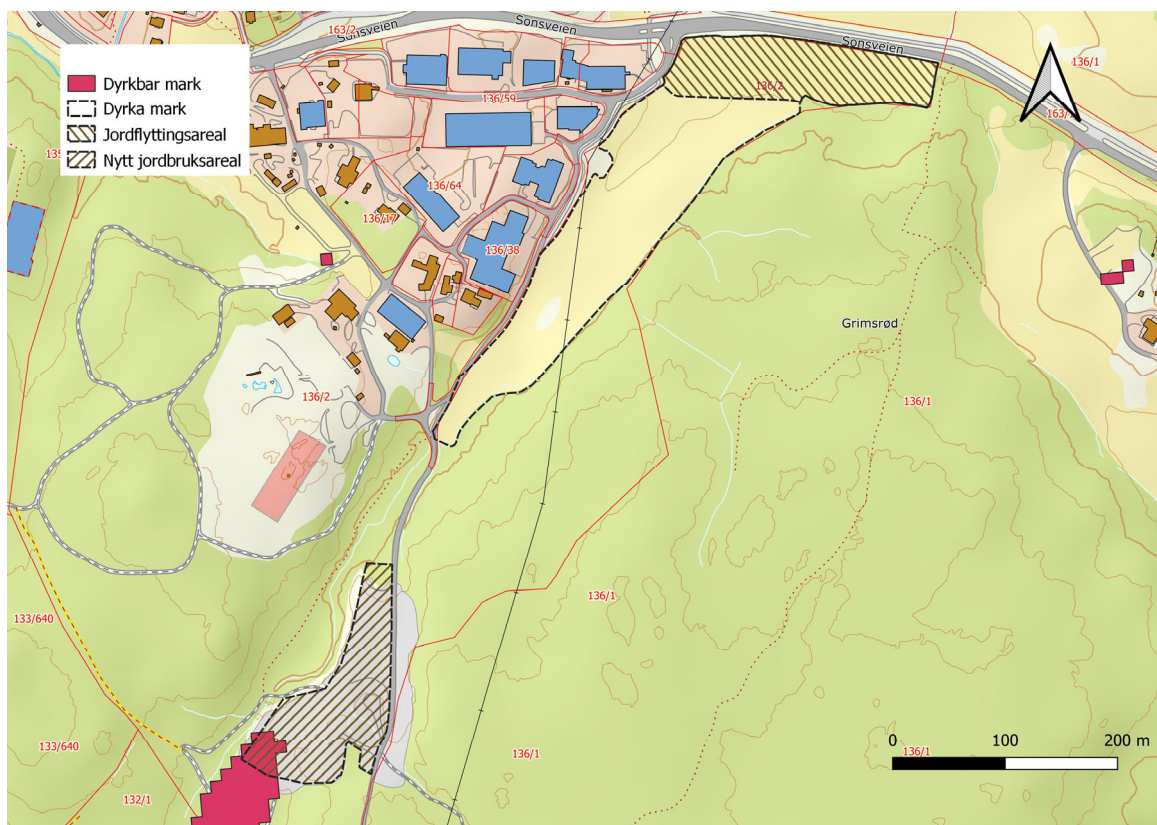 Sonsveien
163/2
Dyrkbar mark
Dyrka mark
Jordflyttingsareal
Nytt jordbruksareal
Sonsveien
136/1
136/2
136/59
163/1
135
136/64
136/17
136/38
Grimsrød
136/2
136/1
136/1
133/640
133/640
136/1
136/1
132/1
0 100 200 m